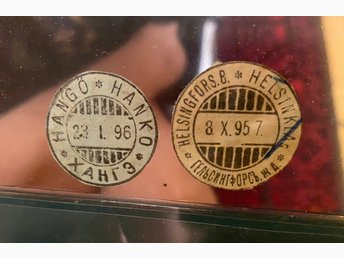 HANGÖ * HANKO *
23 I. 96
ХАНГЭ
HELSINGFORS.B. * HELSINKI A.S.
8 X.95 7
ГЕЛЬСИНГФОРСЪ.Ж.Д.